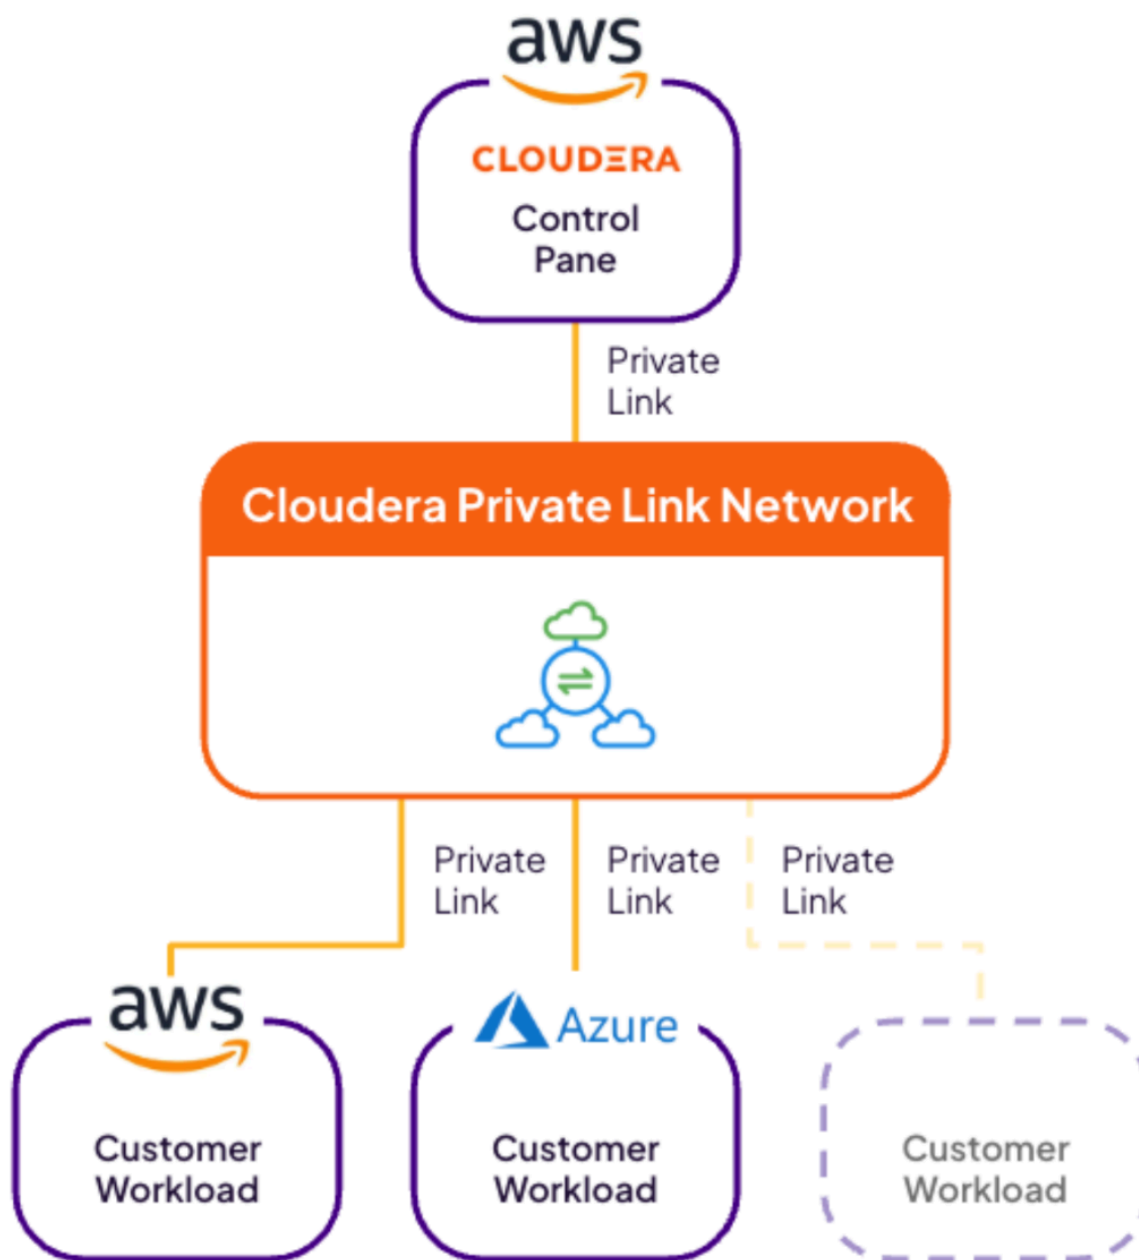 aws
CLOUDERA
Control
Pane
Private
Link
Cloudera Private Link Network
Private
Link
Private
Link
Private
Link
aws
Customer
Workload
Azure
Customer
Workload
Customer
Workload